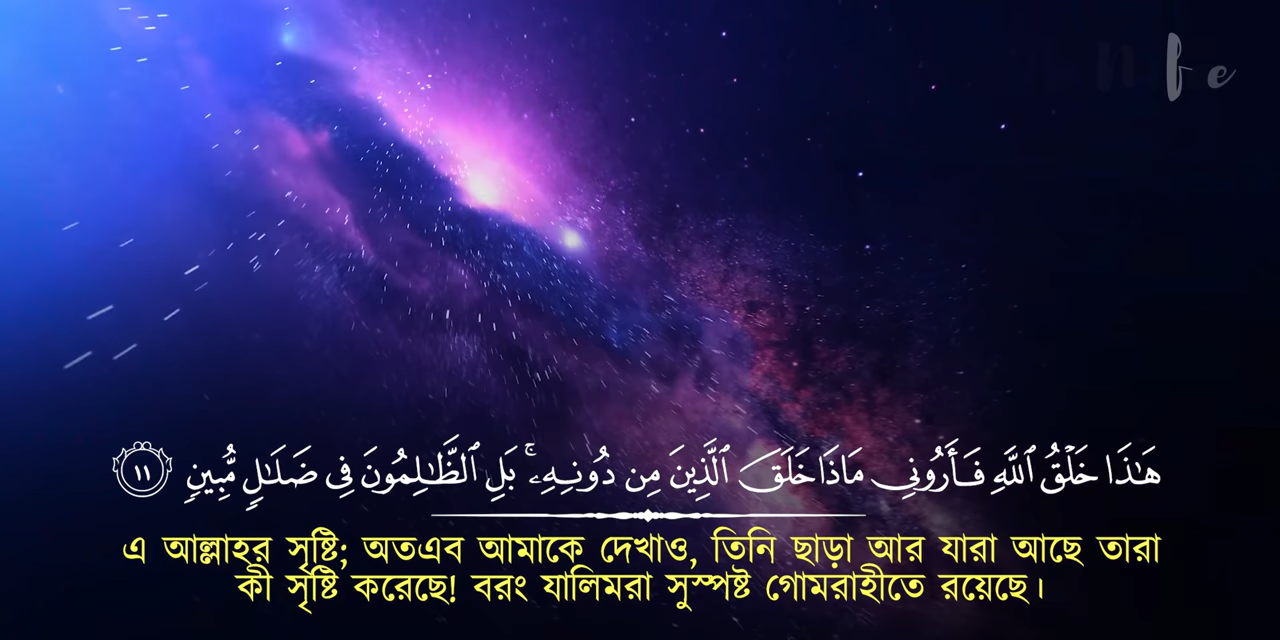 هَـٰذَا خَلْقُ ٱللَّهِ فَأَرُونِى مَاذَا خَلَقَ ٱلَّذِينَ مِن دُونِهِۦ ۚ بَلِ ٱلظَّـٰلِمُونَ فِى ضَلَـٰلٍ مُّبِينٍ ١١
এ আল্লাহর সৃষ্টি; অতএব আমাকে দেখাও, তিনি ছাড়া আর যারা আছে তারা
কী সৃষ্টি করেছে! বরং যালিমরা সুস্পষ্ট গোমরাহীতে রয়েছে।